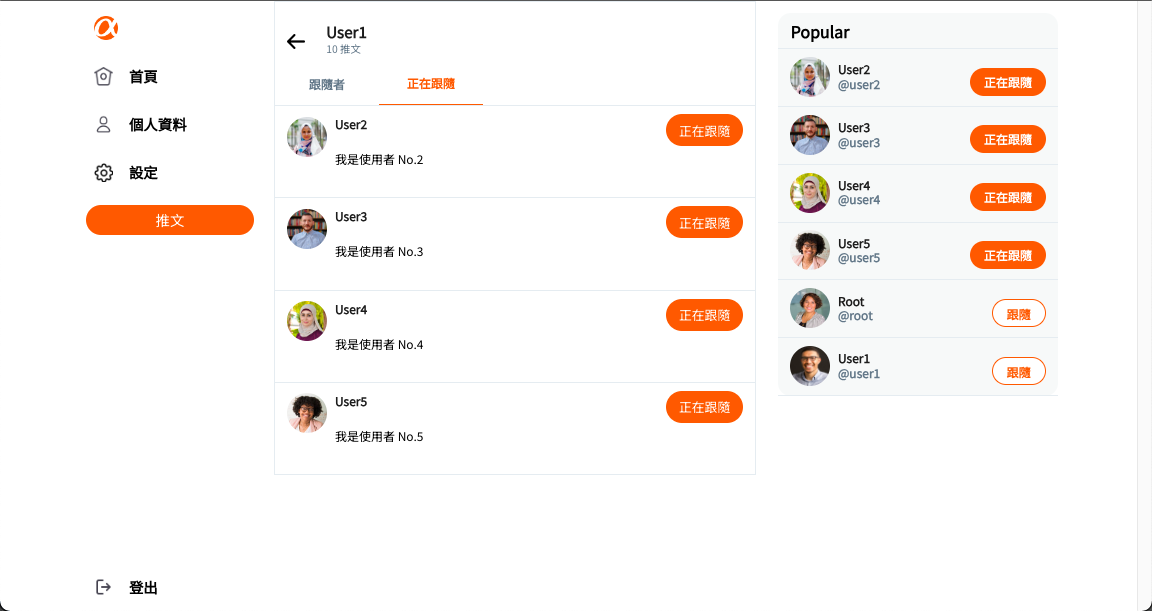 首頁
個人資料
設定
推文
登出
User1
10 推文
跟隨者
正在跟隨
User2
正在跟隨
我是使用者 No.2
User3
正在跟隨
我是使用者 No.3
User4
正在跟隨
我是使用者 No.4
User5
正在跟隨
我是使用者 No.5
Popular
User2
@user2
正在跟隨
User3
@user3
正在跟隨
User4
@user4
正在跟隨
User5
@user5
正在跟隨
Root
@root
跟隨
User1
@user1
跟隨